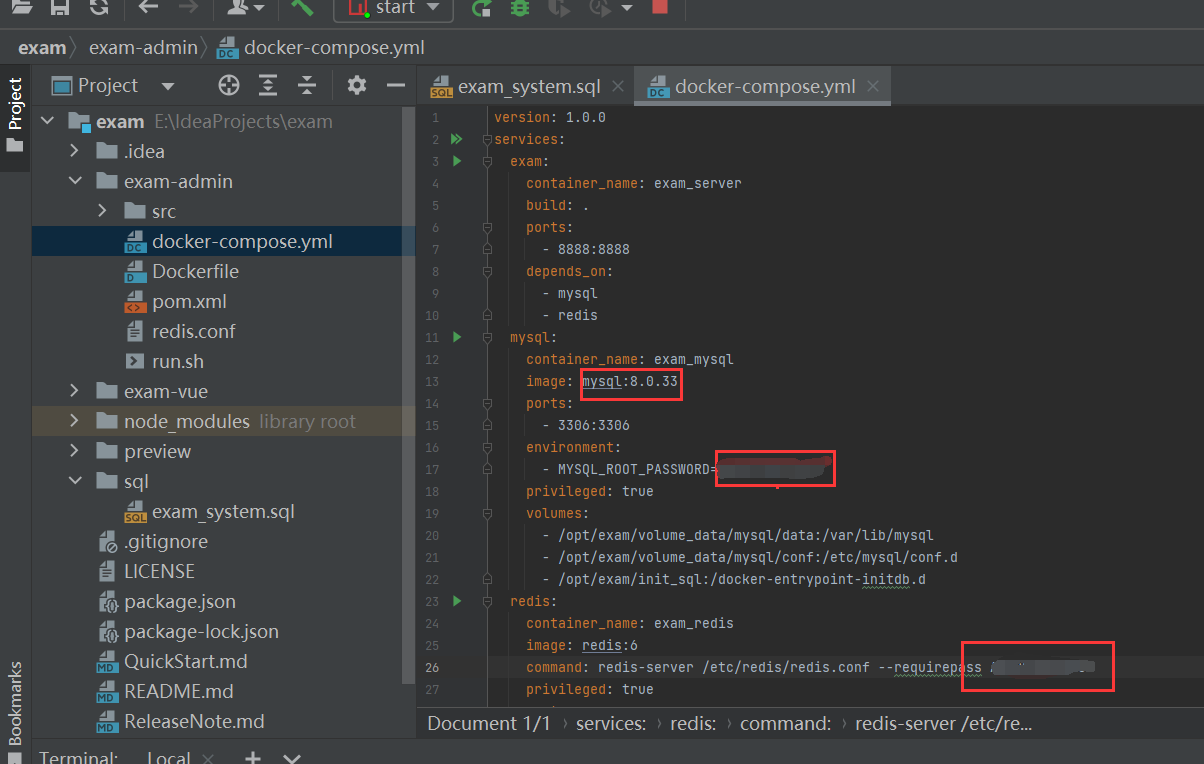 start
exam
exam-admin
docker-compose.yml
Project
exam_system.sql
docker-compose.yml
Project
exam E:\IdeaProjects\exam
.idea
exam-admin
src
docker-compose.yml
Dockerfile
pom.xml
redis.conf
run.sh
exam-vue
node_modules library root
preview
sql
exam_system.sql
.gitignore
LICENSE
package.json
package-lock.json
QuickStart.md
README.md
ReleaseNote.md
Bookmarks
1 version: 1.0.0
2 services:
3 exam:
4 container_name: exam_server
5 build: .
6 ports:
7 - 8888:8888
8 depends_on:
9 - mysql
10 - redis
11 mysql:
12 container_name: exam_mysql
13 image: mysql:8.0.33
14 ports:
15 - 3306:3306
16 environment:
17 - MYSQL_ROOT_PASSWORD=
18 privileged: true
19 volumes:
20 - /opt/exam/volume_data/mysql/data:/var/lib/mysql
21 - /opt/exam/volume_data/mysql/conf:/etc/mysql/conf.d
22 - /opt/exam/init_sql:/docker-entrypoint-initdb.d
23 redis:
24 container_name: exam_redis
25 image: redis:6
26 command: redis-server /etc/redis/redis.conf --requirepass
27 privileged: true
Document 1/1 › services: › redis: › command: › redis-server /etc/re...
Terminal: Local